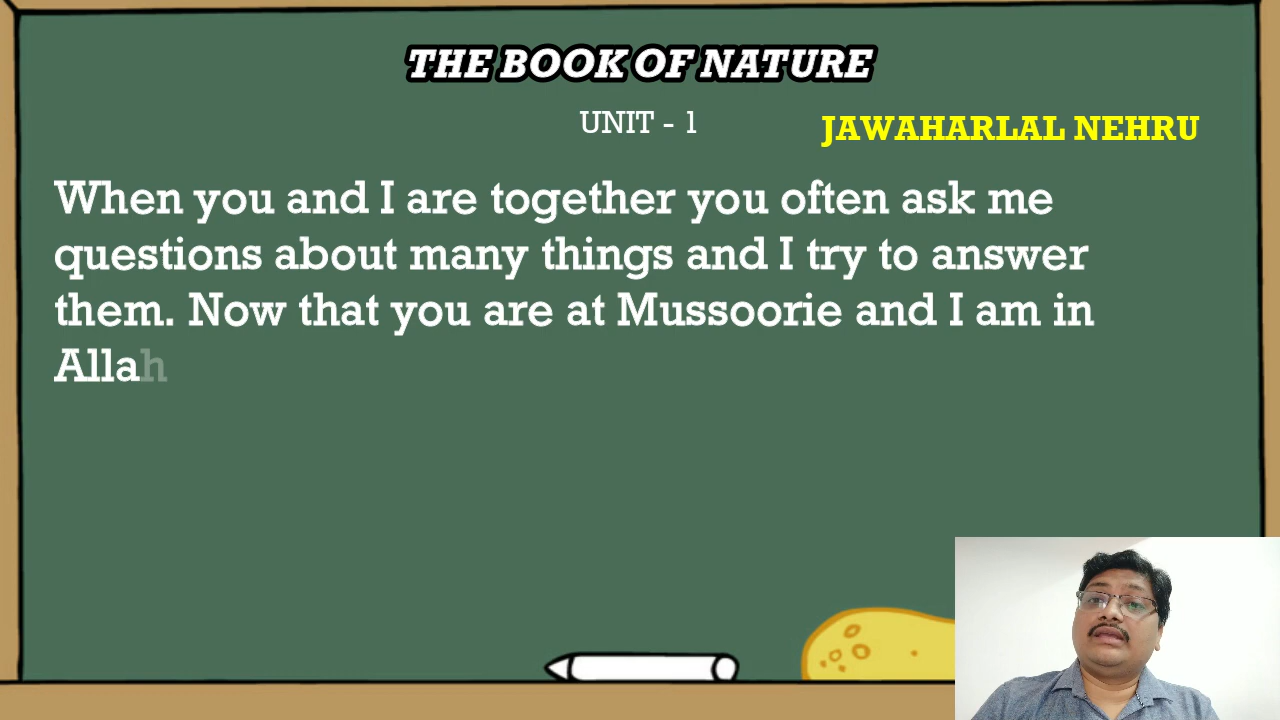 THE BOOK OF NATURE
UNIT - 1
JAWAHARLAL NEHRU
When you and I are together you often ask me
questions about many things and I try to answer
them. Now that you are at Mussoorie and I am in
Allah